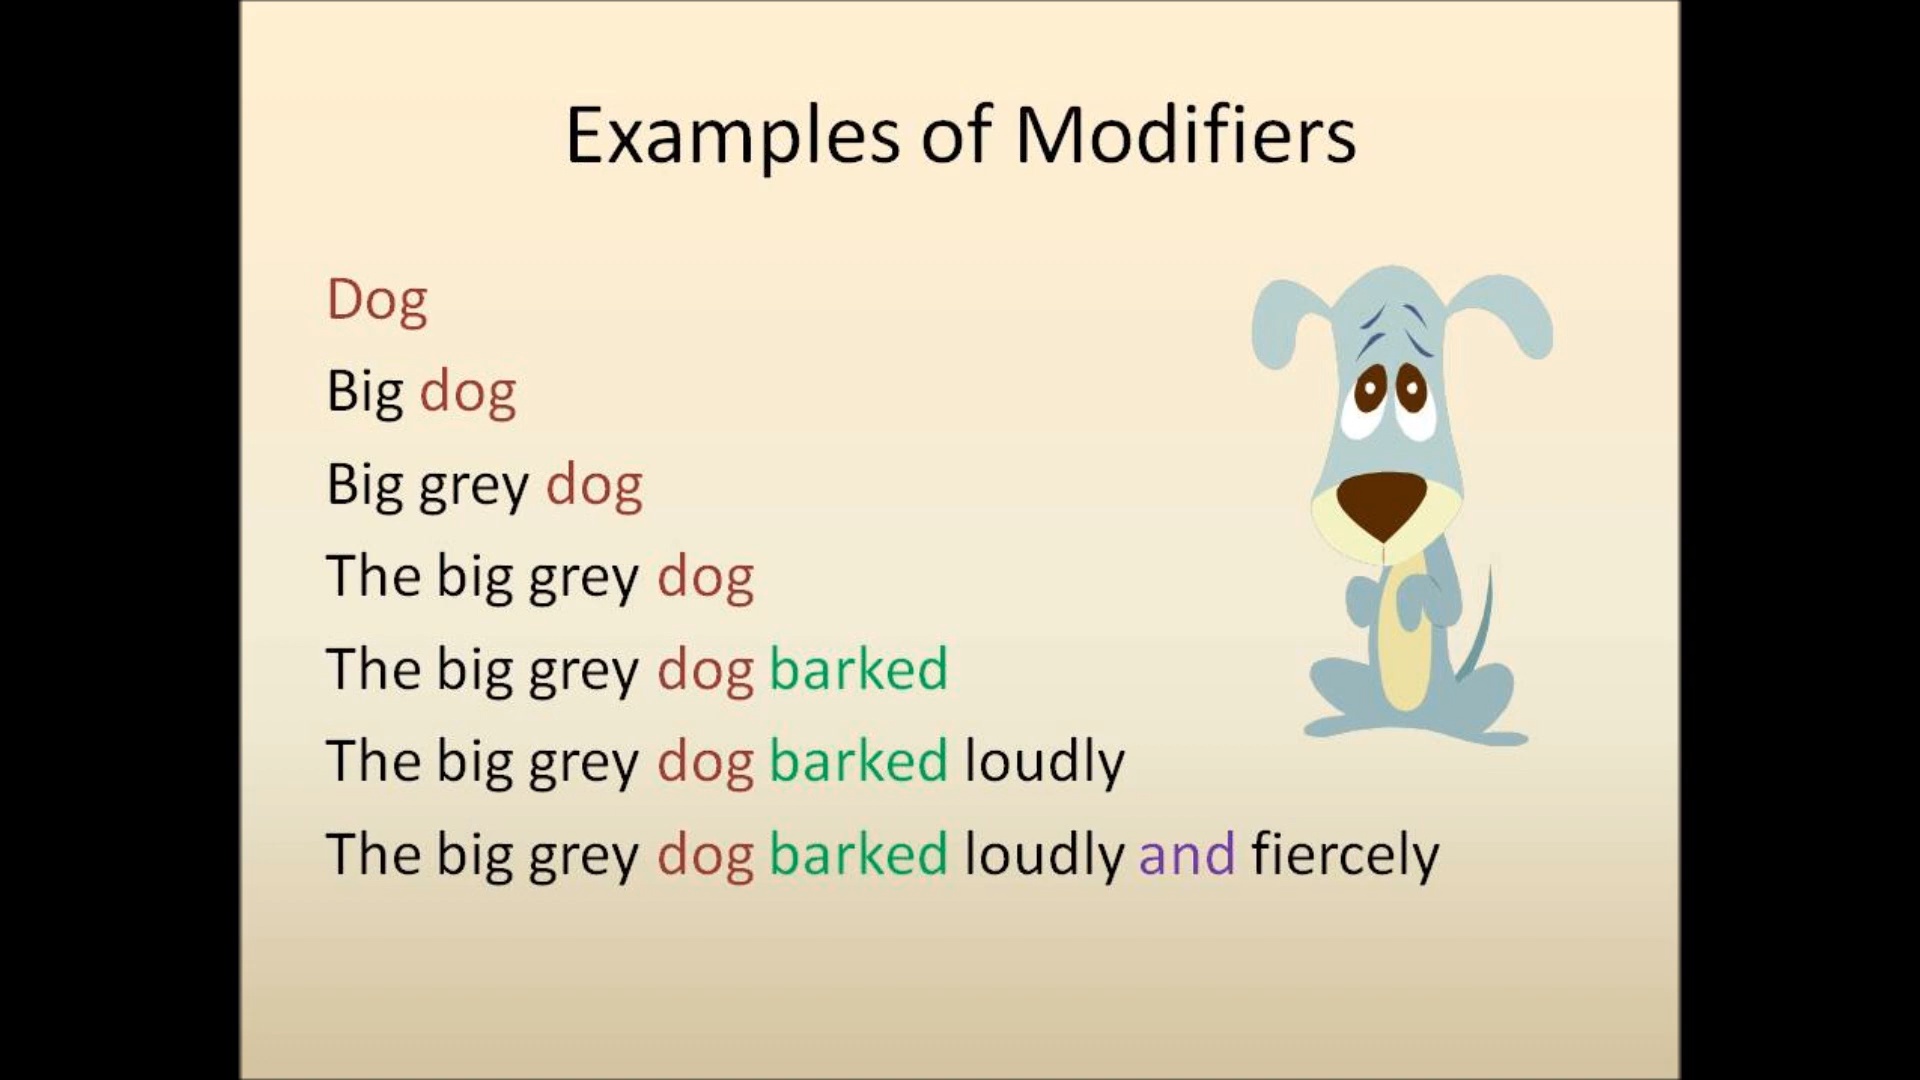 Examples of Modifiers
Dog
Big dog
Big grey dog
The big grey dog
The big grey dog barked
The big grey dog barked loudly
The big grey dog barked loudly and fiercely